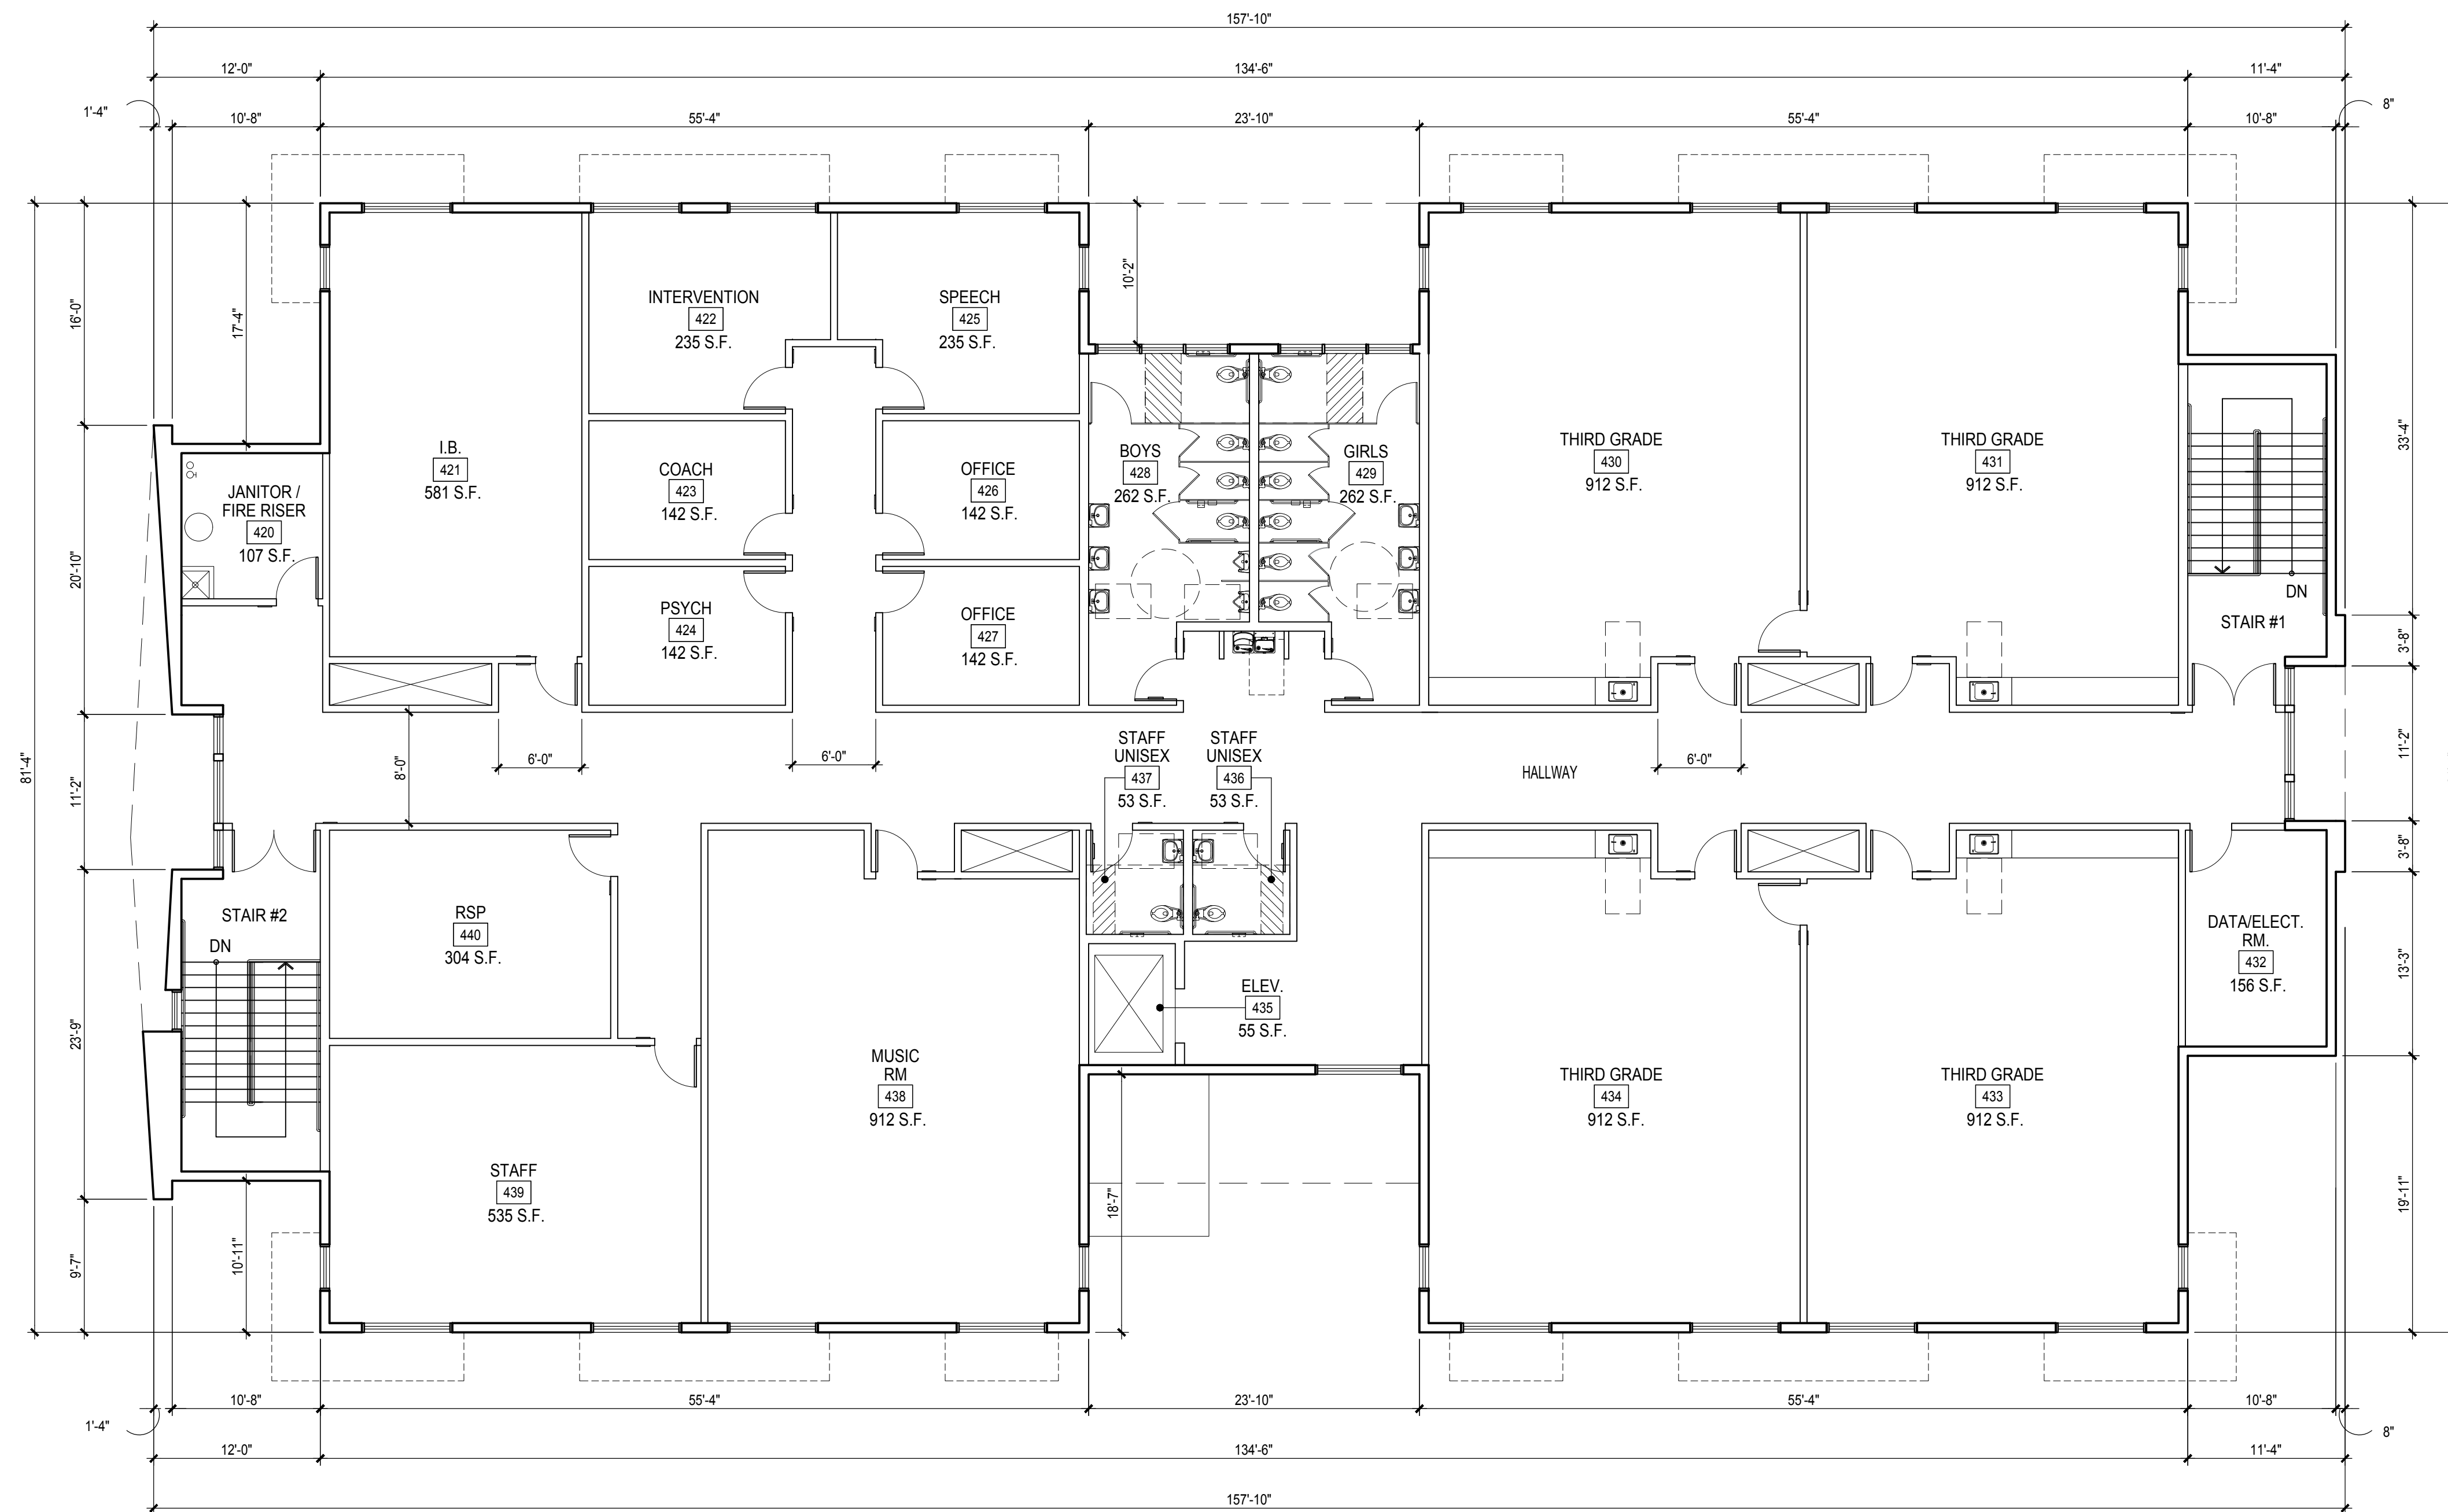 157'-10"
12'-0"
134'-6"
11'-4"
1'-4"
10'-8"
55'-4"
23'-10"
55'-4"
10'-8"
8"
81'-4"
16'-0"
20'-10"
11'-2"
23'-9"
9'-7"
17'-4"
10'-11"
10'-2"
I.B.
421
581 S.F.
INTERVENTION
422
235 S.F.
SPEECH
425
235 S.F.
JANITOR /
FIRE RISER
420
107 S.F.
COACH
423
142 S.F.
OFFICE
426
142 S.F.
PSYCH
424
142 S.F.
OFFICE
427
142 S.F.
BOYS
428
262 S.F.
GIRLS
429
262 S.F.
THIRD GRADE
430
912 S.F.
THIRD GRADE
431
912 S.F.
DN
STAIR #1
33'-4"
3'-8"
11'-2"
3'-8"
13'-3"
19'-11"
8'-0"
6'-0"
6'-0"
STAFF
UNISEX
437
53 S.F.
STAFF
UNISEX
436
53 S.F.
HALLWAY
6'-0"
STAIR #2
DN
RSP
440
304 S.F.
STAFF
439
535 S.F.
MUSIC
RM
438
912 S.F.
ELEV.
435
55 S.F.
18'-7"
THIRD GRADE
434
912 S.F.
THIRD GRADE
433
912 S.F.
DATA/ELECT.
RM.
432
156 S.F.
1'-4"
10'-8"
55'-4"
23'-10"
55'-4"
10'-8"
8"
12'-0"
134'-6"
11'-4"
157'-10"